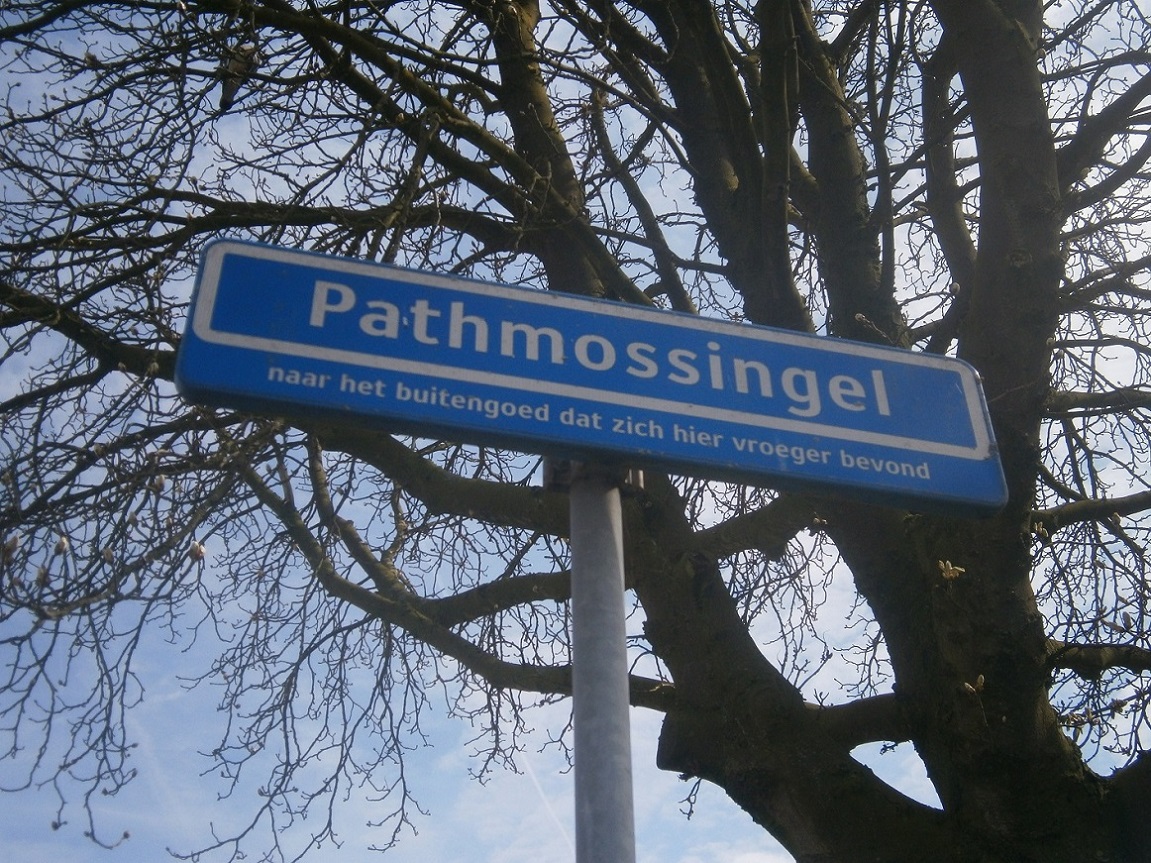 Pathmossingel
naar het buitengoed dat zich hier vroeger bevond